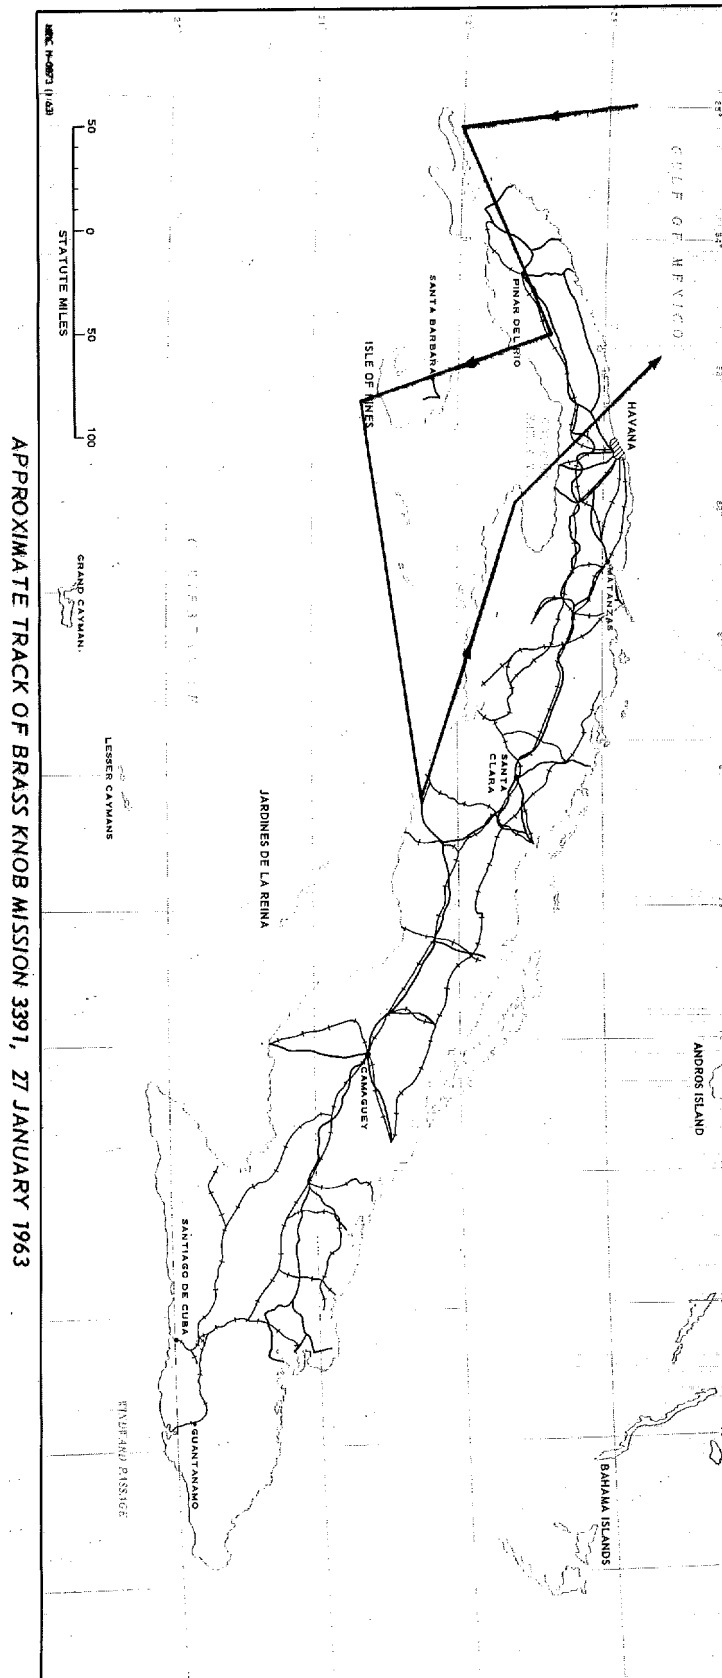 GULF OF MEXICO
HAVANA
MATANZAS
PINAR DEL RIO
SANTA BARBARA
ISLE OF PINES
SANTA
CLARA
ANDROS ISLAND
JARDINES DE LA REINA
CAMAGUEY
BAHAMA ISLANDS
GRAND CAYMAN
LESSER CAYMANS
SANTIAGO DE CUBA
GUANTANAMO
WINDWARD PASSAGE
50 0 50 100
STATUTE MILES
APPROXIMATE TRACK OF BRASS KNOB MISSION 3391, 27 JANUARY 1963